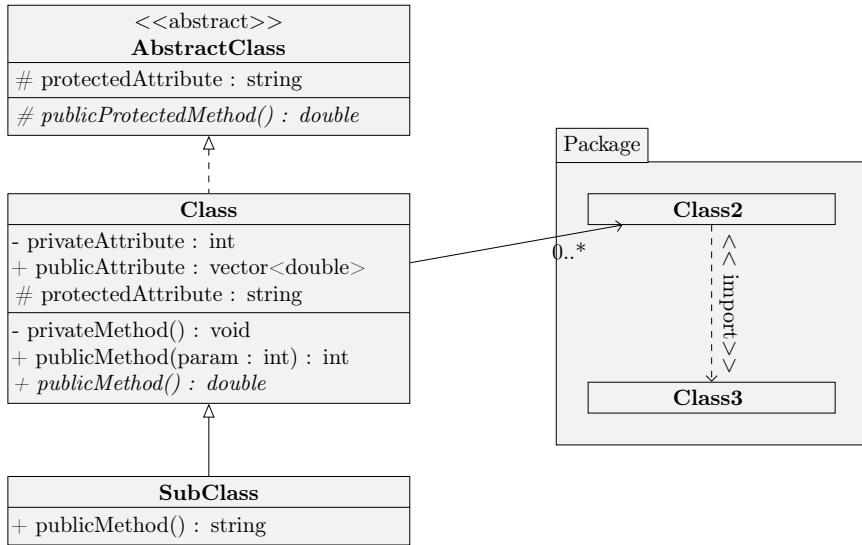 <<abstract>>
AbstractClass
# protectedAttribute : string
# publicProtectedMethod() : double
Class
- privateAttribute : int
+ publicAttribute : vector<double>
# protectedAttribute : string
- privateMethod() : void
+ publicMethod(param : int) : int
+ publicMethod() : double
SubClass
+ publicMethod() : string
Package
Class2
0..*
<< import>>
Class3